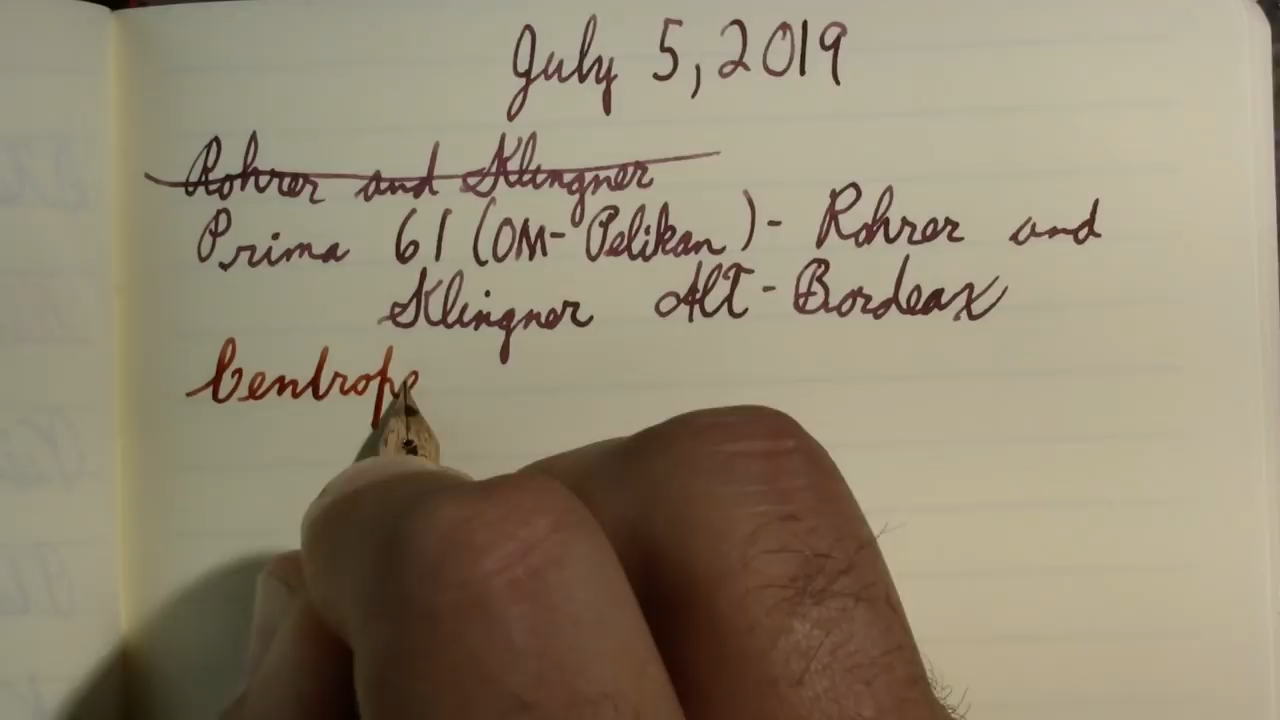 July 5, 2019
Rohrer and Klingner
Prima 61 (OM-Pelikan) - Rohrer and
Klingner Alt-Bordeax
Centrope